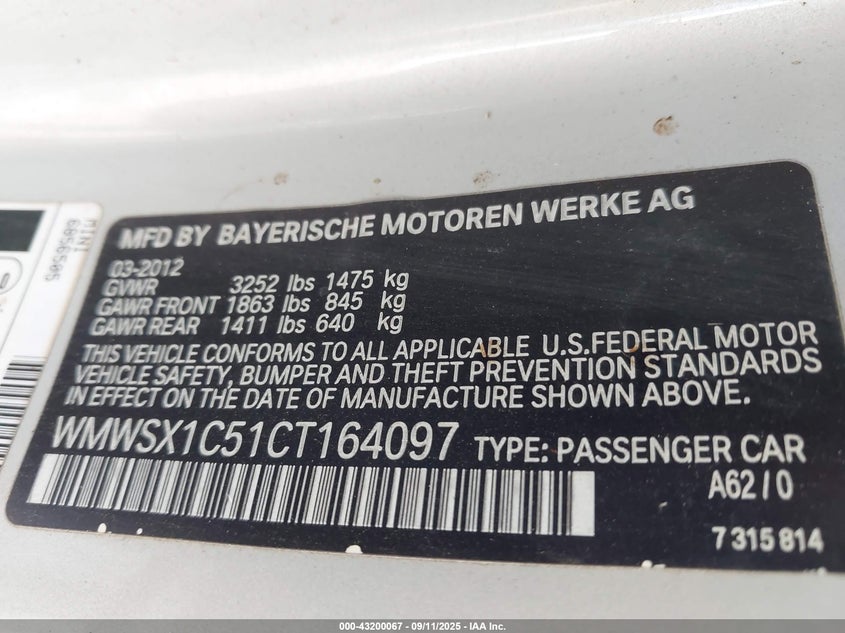 MINI
6856505
0
MFD BY BAYERISCHE MOTOREN WERKE AG
03-2012
GVWR 3252 lbs 1475 kg
GAWR FRONT 1863 lbs 845 kg
GAWR REAR 1411 lbs 640 kg
THIS VEHICLE CONFORMS TO ALL APPLICABLE U.S.FEDERAL MOTOR
VEHICLE SAFETY, BUMPER AND THEFT PREVENTION STANDARDS
IN EFFECT ON THE DATE OF MANUFACTURE SHOWN ABOVE.
WMWSX1C51CT164097 TYPE: PASSENGER CAR
A62/0
7 315 814
000-43200067 - 09/11/2025 - IAA Inc.